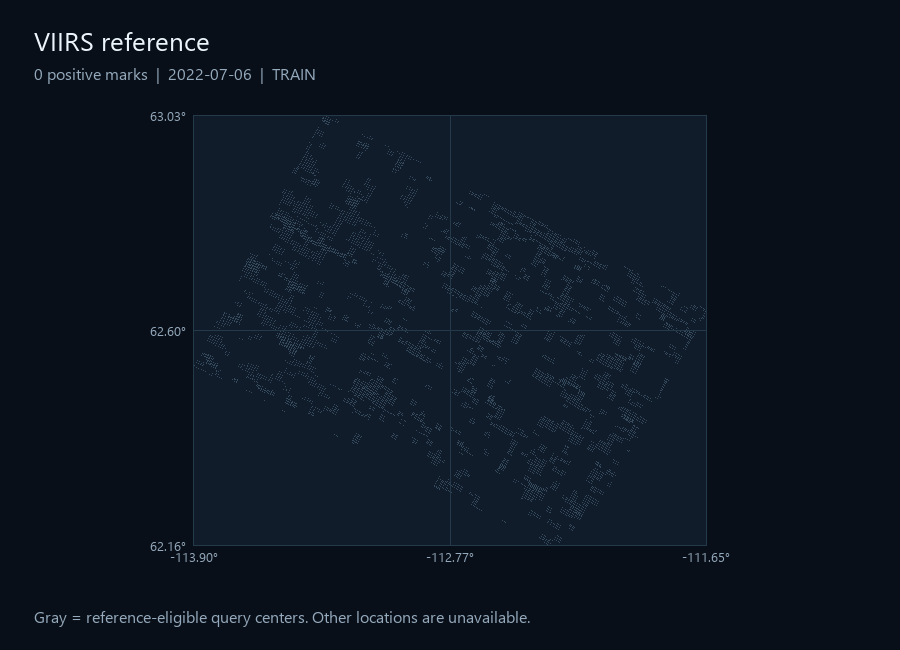 VIIRS reference
0 positive marks | 2022-07-06 | TRAIN
63.03°
62.60°
62.16°
-113.90°
-112.77°
-111.65°
Gray = reference-eligible query centers. Other locations are unavailable.